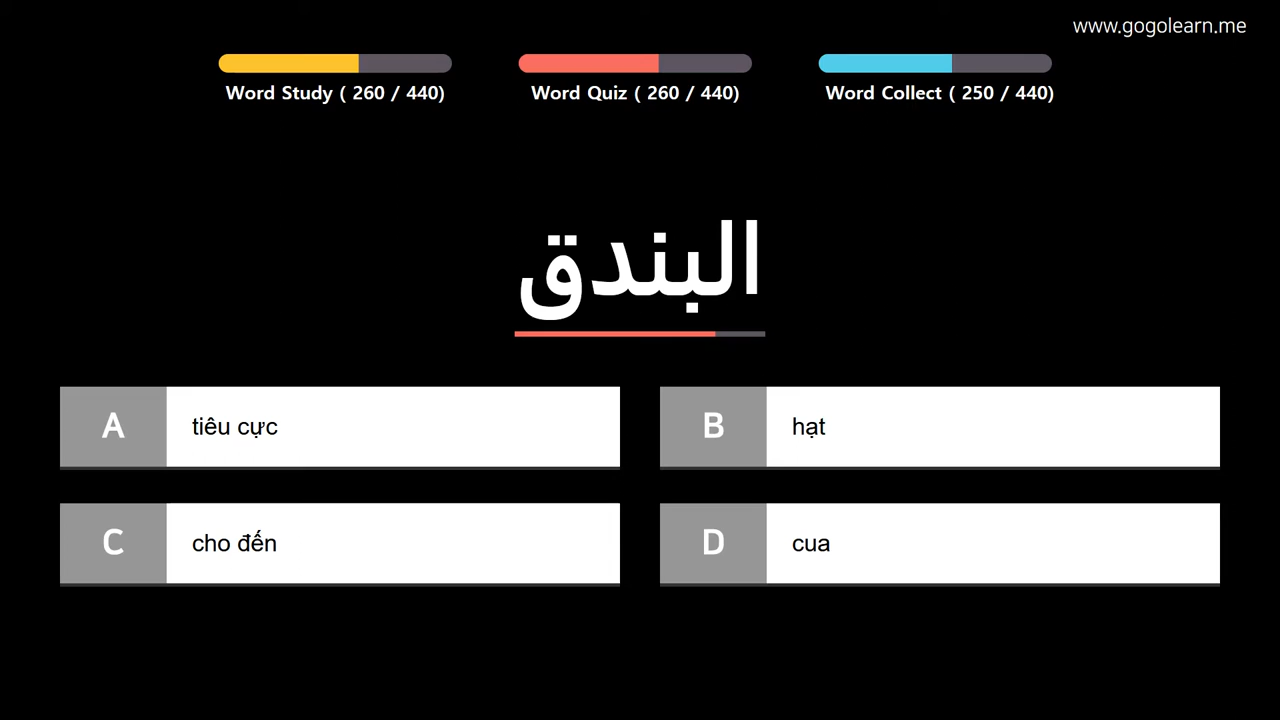 www.gogolearn.me
Word Study ( 260 / 440)
Word Quiz ( 260 / 440)
Word Collect ( 250 / 440)
البندق
A tiêu cực
B hạt
C cho đến
D cua